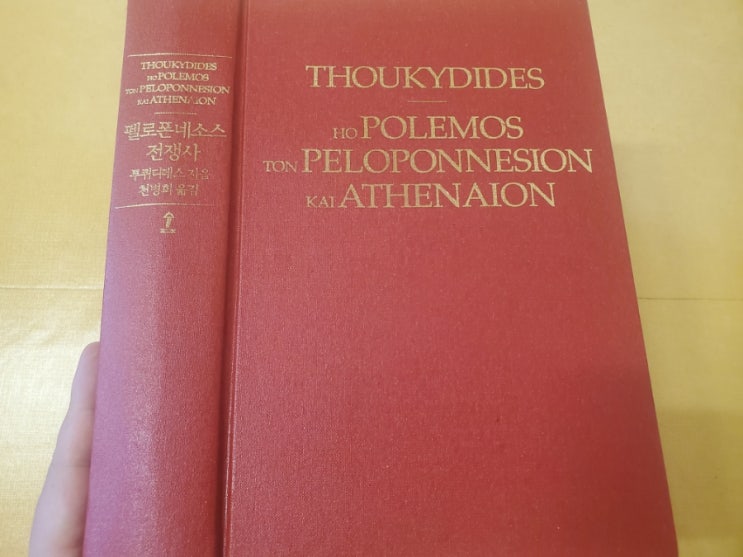 THOUKYDIDES
HO POLEMOS
TON PELOPONNESION
KAI ATHENAION
펠로폰네소스
전쟁사
투퀴디데스 지음
천병희 옮김
THOUKYDIDES
HO POLEMOS
TON PELOPONNESION
KAI ATHENAION